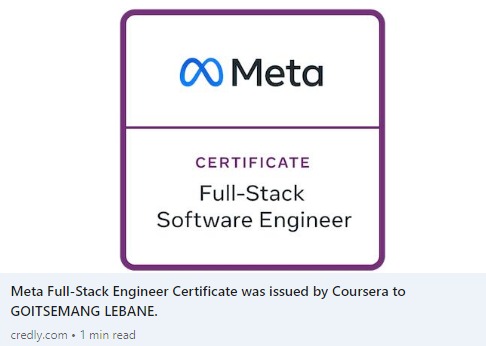 Meta
CERTIFICATE
Full-Stack
Software Engineer
Meta Full-Stack Engineer Certificate was issued by Coursera to
GOITSEMANG LEBANE.
credly.com • 1 min read